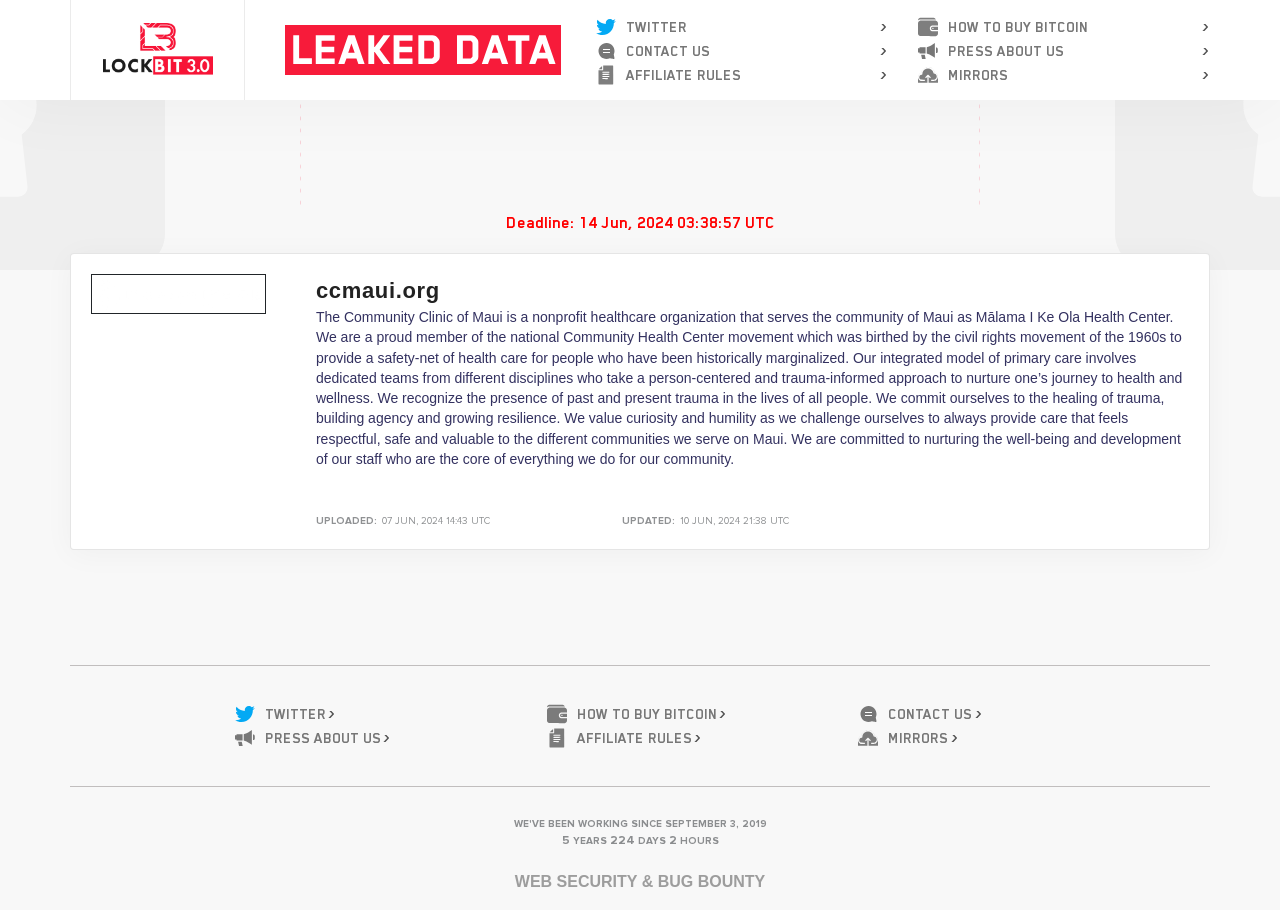 LOCKBIT 3.0
LEAKED DATA
TWITTER >
CONTACT US >
AFFILIATE RULES >
HOW TO BUY BITCOIN >
PRESS ABOUT US >
MIRRORS >
Deadline: 14 Jun, 2024 03:38:57 UTC
ccmaui.org
The Community Clinic of Maui is a nonprofit healthcare organization that serves the community of Maui as Mālama I Ke Ola Health Center.
We are a proud member of the national Community Health Center movement which was birthed by the civil rights movement of the 1960s to
provide a safety-net of health care for people who have been historically marginalized. Our integrated model of primary care involves
dedicated teams from different disciplines who take a person-centered and trauma-informed approach to nurture one’s journey to health and
wellness. We recognize the presence of past and present trauma in the lives of all people. We commit ourselves to the healing of trauma,
building agency and growing resilience. We value curiosity and humility as we challenge ourselves to always provide care that feels
respectful, safe and valuable to the different communities we serve on Maui. We are committed to nurturing the well-being and development
of our staff who are the core of everything we do for our community.
UPLOADED: 07 JUN, 2024 14:43 UTC UPDATED: 10 JUN, 2024 21:38 UTC
TWITTER > HOW TO BUY BITCOIN > CONTACT US >
PRESS ABOUT US > AFFILIATE RULES > MIRRORS >
WE'VE BEEN WORKING SINCE SEPTEMBER 3, 2019
5 YEARS 224 DAYS 2 HOURS
WEB SECURITY & BUG BOUNTY